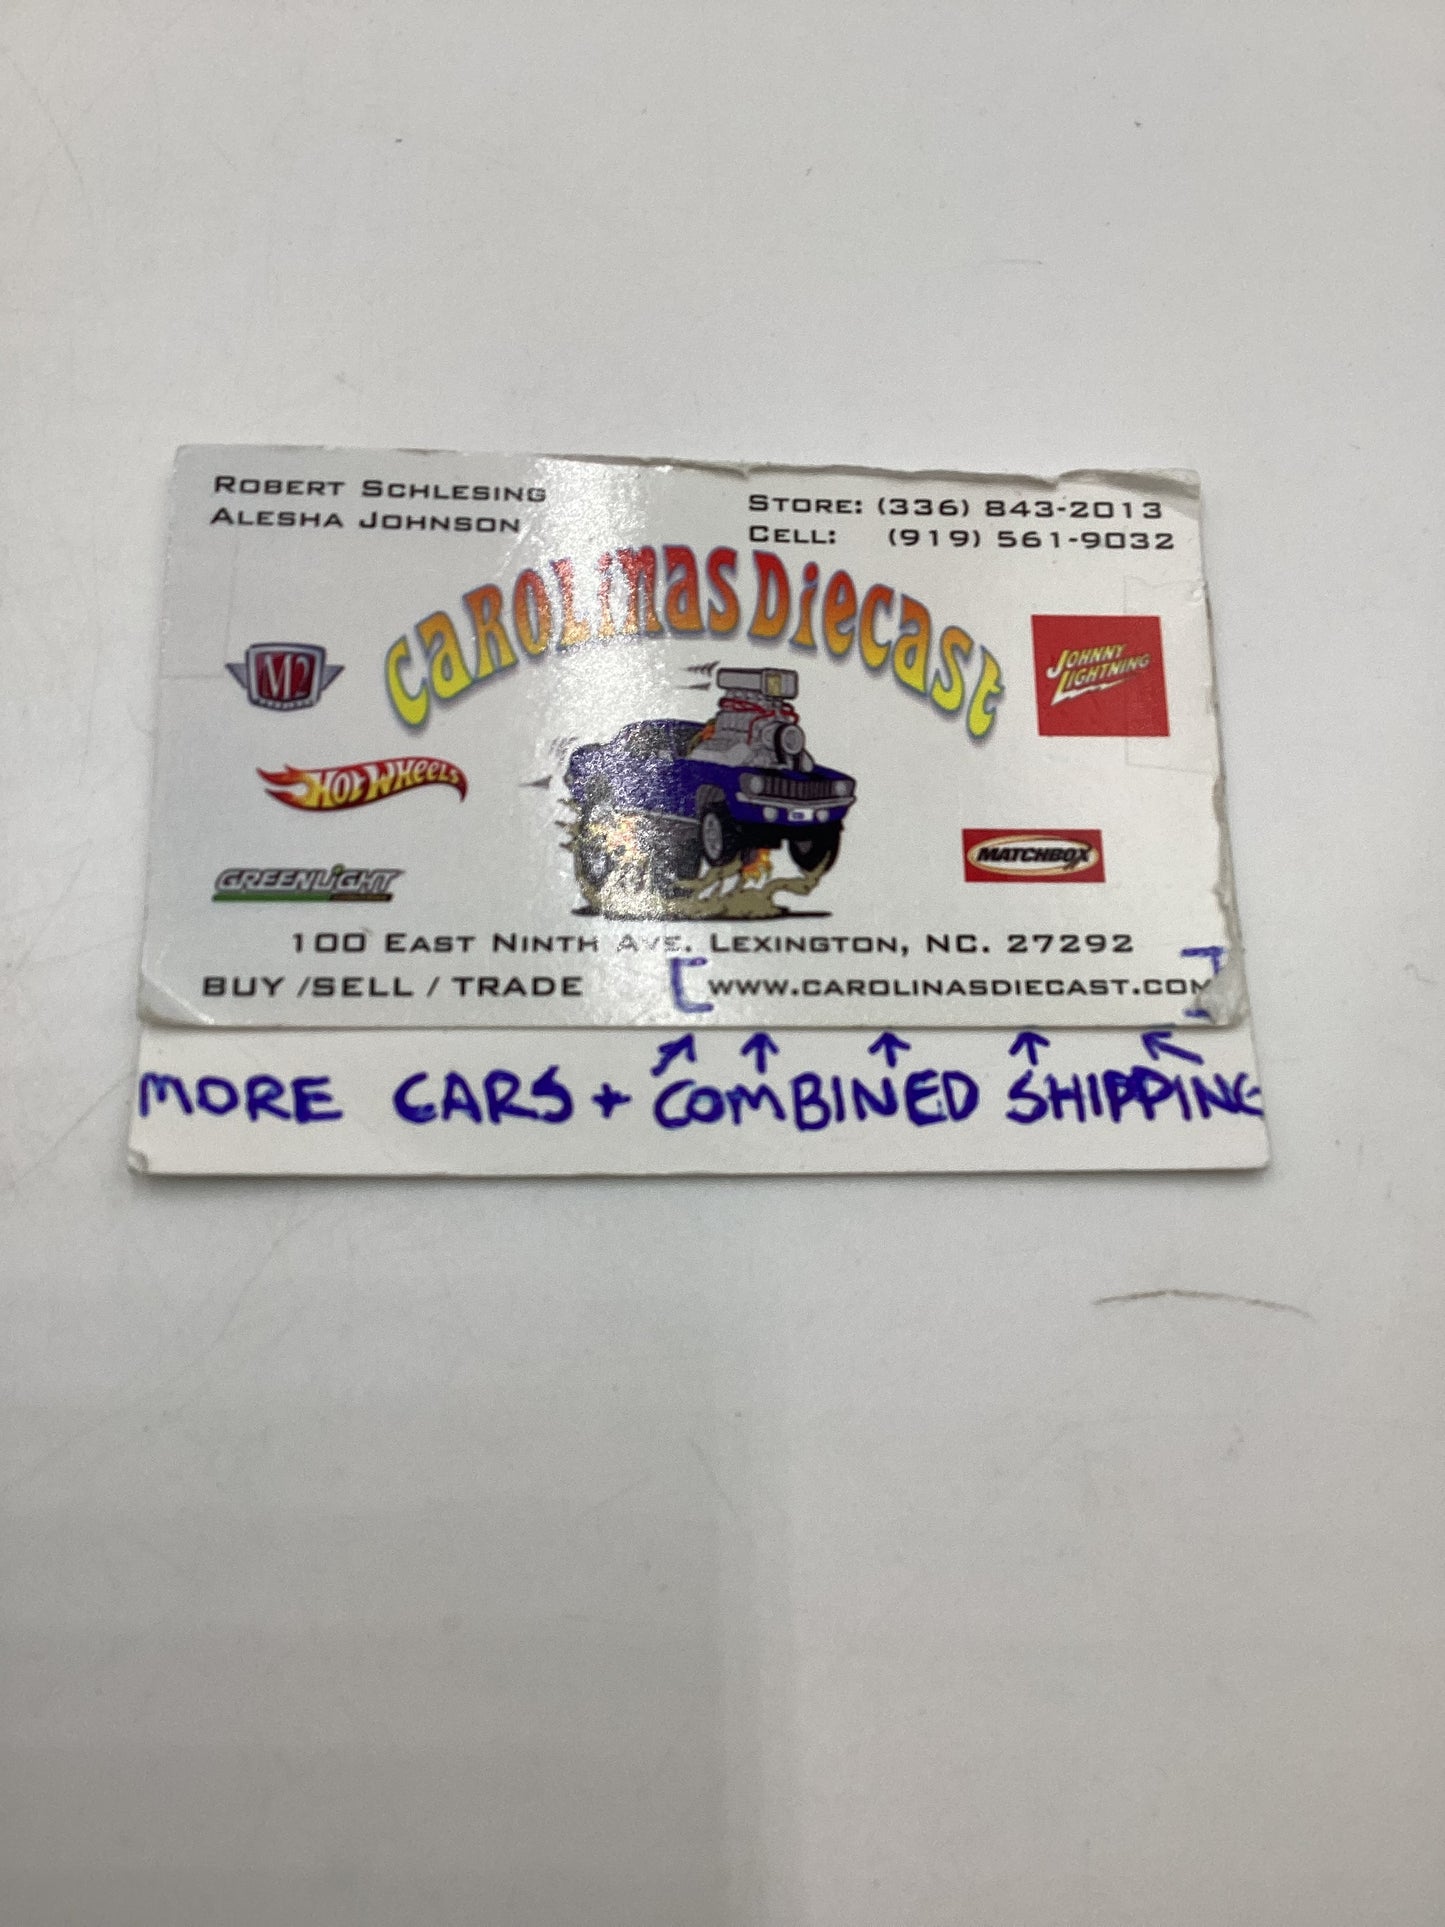 ROBERT SCHLESING
ALESHA JOHNSON
STORE: (336) 843-2013
CELL: (919) 561-9032
CAROLINAS DIECAST
M2
JOHNNY LIGHTNING
HOT WHEELS
MATCHBOX
GREENLIGHT
100 EAST NINTH AVE. LEXINGTON, NC. 27292
BUY /SELL / TRADE [WWW.CAROLINASDIECAST.COM]
MORE CARS + COMBINED SHIPPING